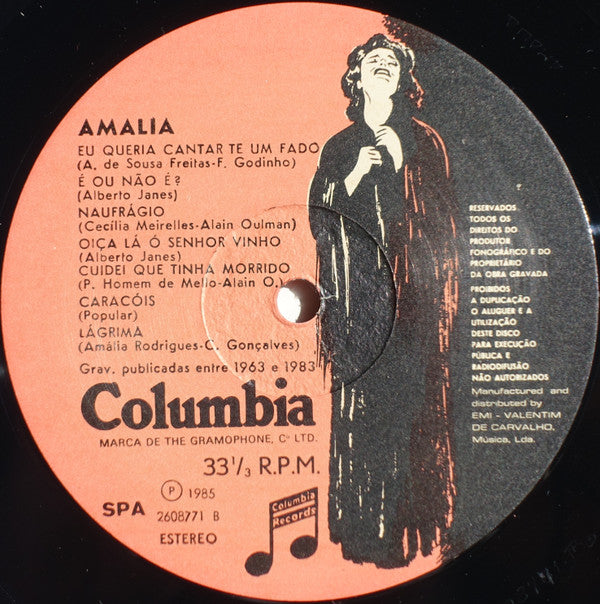 AMALIA
EU QUERIA CANTAR TE UM FADO
(A. de Sousa Freitas-F. Godinho)
É OU NÃO É?
(Alberto Janes)
NAUFRÁGIO
(Cecília Meirelles-Alain Oulman)
OIÇA LÁ Ó SENHOR VINHO
(Alberto Janes)
CUIDEI QUE TINHA MORRIDO
(P. Homem de Mello-Alain O.)
CARACÓIS
(Popular)
LÁGRIMA
(Amália Rodrigues-C. Gonçalves)
Grav. publicadas entre 1963 e 1983
Columbia
MARCA DE THE GRAMOPHONE, Cº LTD.
33 1/3 R.P.M.
SPA
Ⓟ 1985
2608771 B
ESTEREO
Columbia
Records
RESERVADOS
TODOS OS
DIREITOS DO
PRODUTOR
FONOGRÁFICO E DO
PROPRIETÁRIO
DA OBRA GRAVADA
PROIBIDOS
A DUPLICAÇÃO
O ALUGUER E A
UTILIZAÇÃO
DESTE DISCO
PARA EXECUÇÃO
PÚBLICA E
RADIODIFUSÃO
NÃO AUTORIZADOS
Manufactured and
distributed by
EMI - VALENTIM
DE CARVALHO,
Música, Lda.